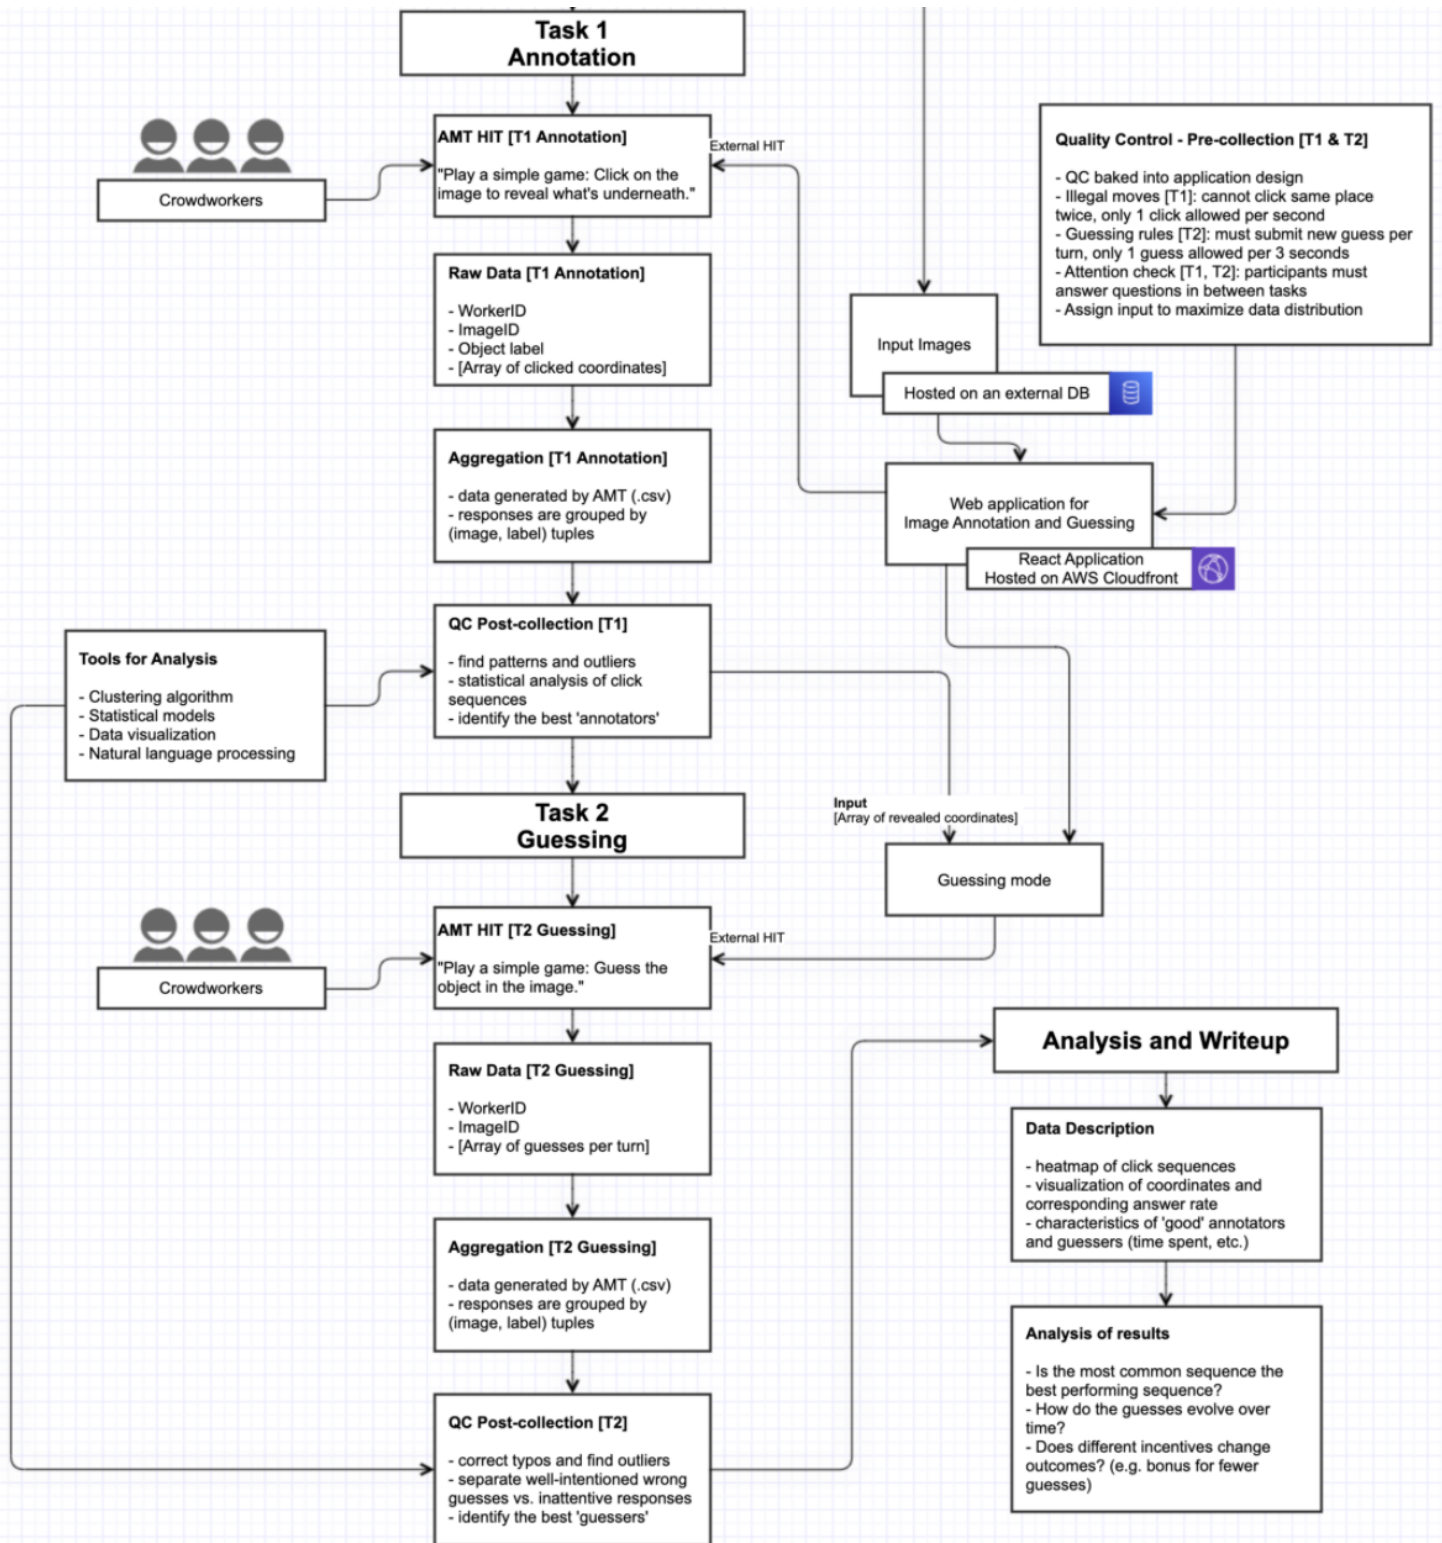 Task 1
Annotation
AMT HIT [T1 Annotation]
"Play a simple game: Click on the
image to reveal what's underneath."
Crowdworkers
External HIT
Quality Control - Pre-collection [T1 & T2]
- QC baked into application design
- Illegal moves [T1]: cannot click same place
twice, only 1 click allowed per second
- Guessing rules [T2]: must submit new guess per
turn, only 1 guess allowed per 3 seconds
- Attention check [T1, T2]: participants must
answer questions in between tasks
- Assign input to maximize data distribution
Raw Data [T1 Annotation]
- WorkerID
- ImageID
- Object label
- [Array of clicked coordinates]
Input Images
Hosted on an external DB
Aggregation [T1 Annotation]
- data generated by AMT (.csv)
- responses are grouped by
(image, label) tuples
Web application for
Image Annotation and Guessing
React Application
Hosted on AWS Cloudfront
QC Post-collection [T1]
- find patterns and outliers
- statistical analysis of click
sequences
- identify the best 'annotators'
Tools for Analysis
- Clustering algorithm
- Statistical models
- Data visualization
- Natural language processing
Task 2
Guessing
Input
[Array of revealed coordinates]
Guessing mode
AMT HIT [T2 Guessing]
"Play a simple game: Guess the
object in the image."
Crowdworkers
External HIT
Raw Data [T2 Guessing]
- WorkerID
- ImageID
- [Array of guesses per turn]
Analysis and Writeup
Data Description
- heatmap of click sequences
- visualization of coordinates and
corresponding answer rate
- characteristics of 'good' annotators
and guessers (time spent, etc.)
Aggregation [T2 Guessing]
- data generated by AMT (.csv)
- responses are grouped by
(image, label) tuples
Analysis of results
- Is the most common sequence the
best performing sequence?
- How do the guesses evolve over
time?
- Does different incentives change
outcomes? (e.g. bonus for fewer
guesses)
QC Post-collection [T2]
- correct typos and find outliers
- separate well-intentioned wrong
guesses vs. inattentive responses
- identify the best 'guessers'